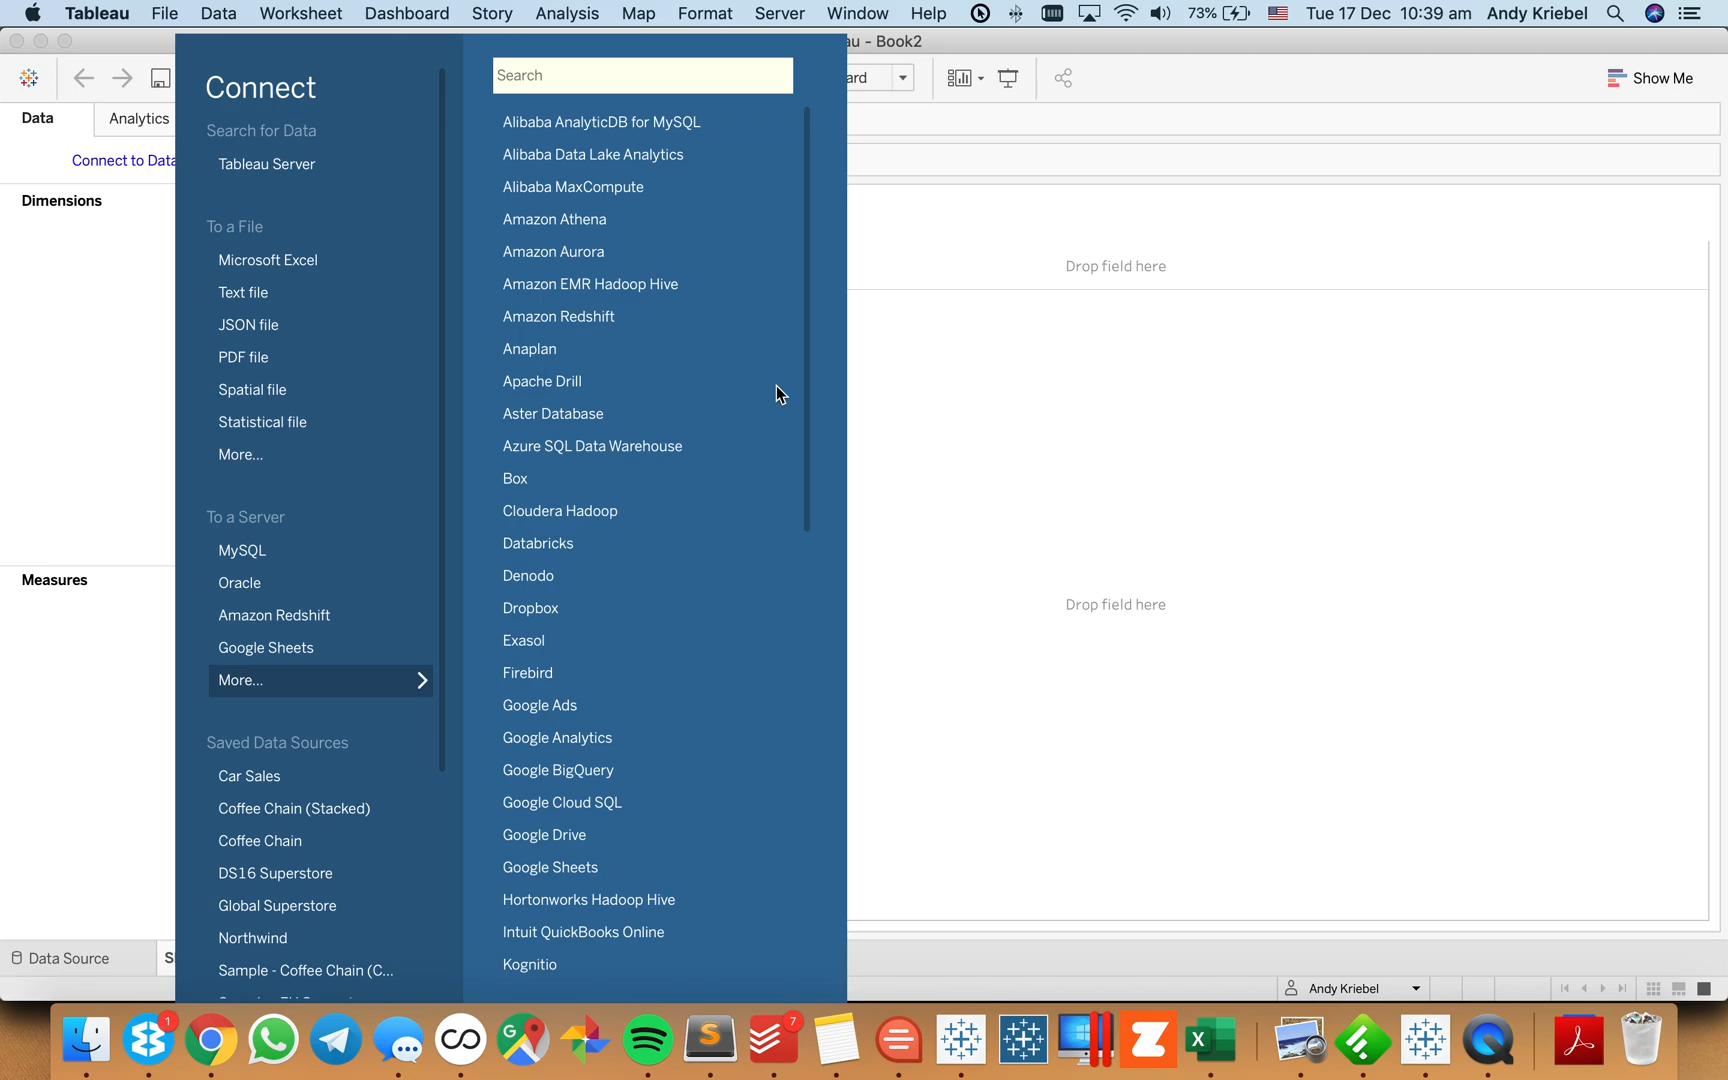 Tableau File Data Worksheet Dashboard Story Analysis Map Format Server Window Help 73% Tue 17 Dec 10:39 am Andy Kriebel
au - Book2
ard
Show Me
Data Analytics
Connect to Data
Dimensions
Measures
Connect
Search for Data
Tableau Server
To a File
Microsoft Excel
Text file
JSON file
PDF file
Spatial file
Statistical file
More...
To a Server
MySQL
Oracle
Amazon Redshift
Google Sheets
More...
Saved Data Sources
Car Sales
Coffee Chain (Stacked)
Coffee Chain
DS16 Superstore
Global Superstore
Northwind
Sample - Coffee Chain (C...
Search
Alibaba AnalyticDB for MySQL
Alibaba Data Lake Analytics
Alibaba MaxCompute
Amazon Athena
Amazon Aurora
Amazon EMR Hadoop Hive
Amazon Redshift
Anaplan
Apache Drill
Aster Database
Azure SQL Data Warehouse
Box
Cloudera Hadoop
Databricks
Denodo
Dropbox
Exasol
Firebird
Google Ads
Google Analytics
Google BigQuery
Google Cloud SQL
Google Drive
Google Sheets
Hortonworks Hadoop Hive
Intuit QuickBooks Online
Kognitio
Drop field here
Drop field here
Data Source
Andy Kriebel
1
7